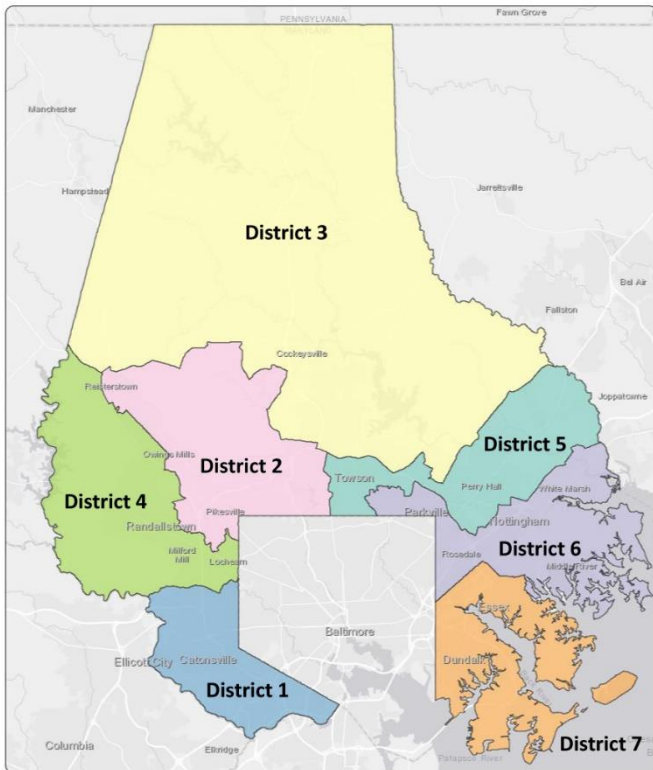 Fawn Grove
PENNSYLVANIA
MARYLAND
Manchester
Hampstead
Jarrettsville
District 3
Bel Air
Fallston
Cockeysville
Reisterstown
Joppatowne
District 5
Owings Mills
District 2
Towson
Perry Hall
White Marsh
District 4
Pikesville
Parkville
Nottingham
Randallstown
District 6
Milford
Mill
Lochearn
Rosedale
Middle River
Essex
Baltimore
Dundalk
Ellicott City
Catonsville
District 1
District 7
Columbia
Elkridge
Patapsco River